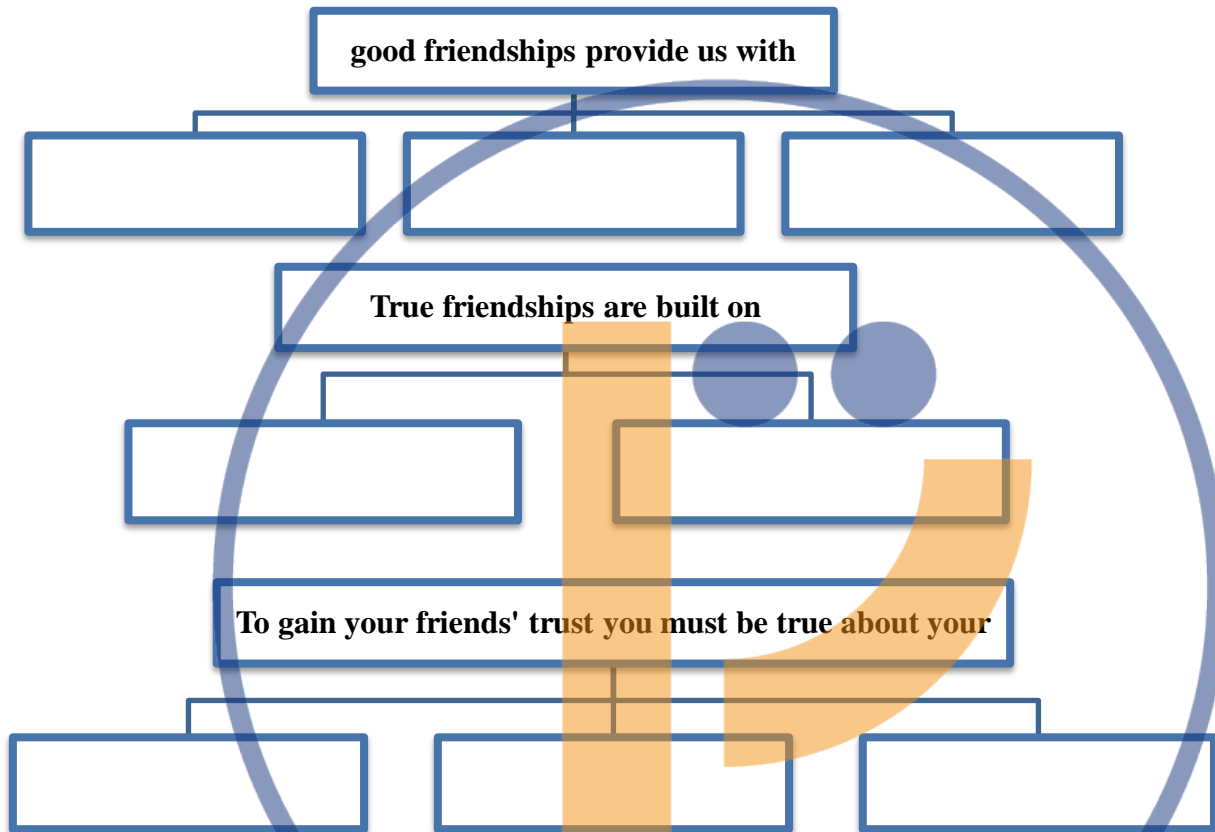 good friendships provide us with
True friendships are built on
To gain your friends' trust you must be true about your